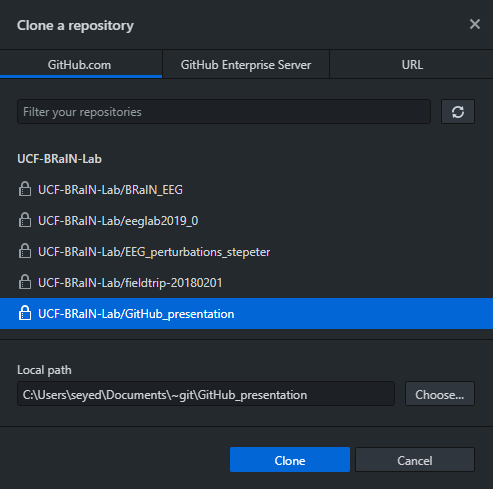 Clone a repository
GitHub.com
GitHub Enterprise Server
URL
Filter your repositories
UCF-BRaIN-Lab
UCF-BRaIN-Lab/BRaIN_EEG
UCF-BRaIN-Lab/eeglab2019_0
UCF-BRaIN-Lab/EEG_perturbations_stepeter
UCF-BRaIN-Lab/fieldtrip-20180201
UCF-BRaIN-Lab/GitHub_presentation
Local path
C:\Users\seyed\Documents\~git\GitHub_presentation
Choose...
Clone
Cancel